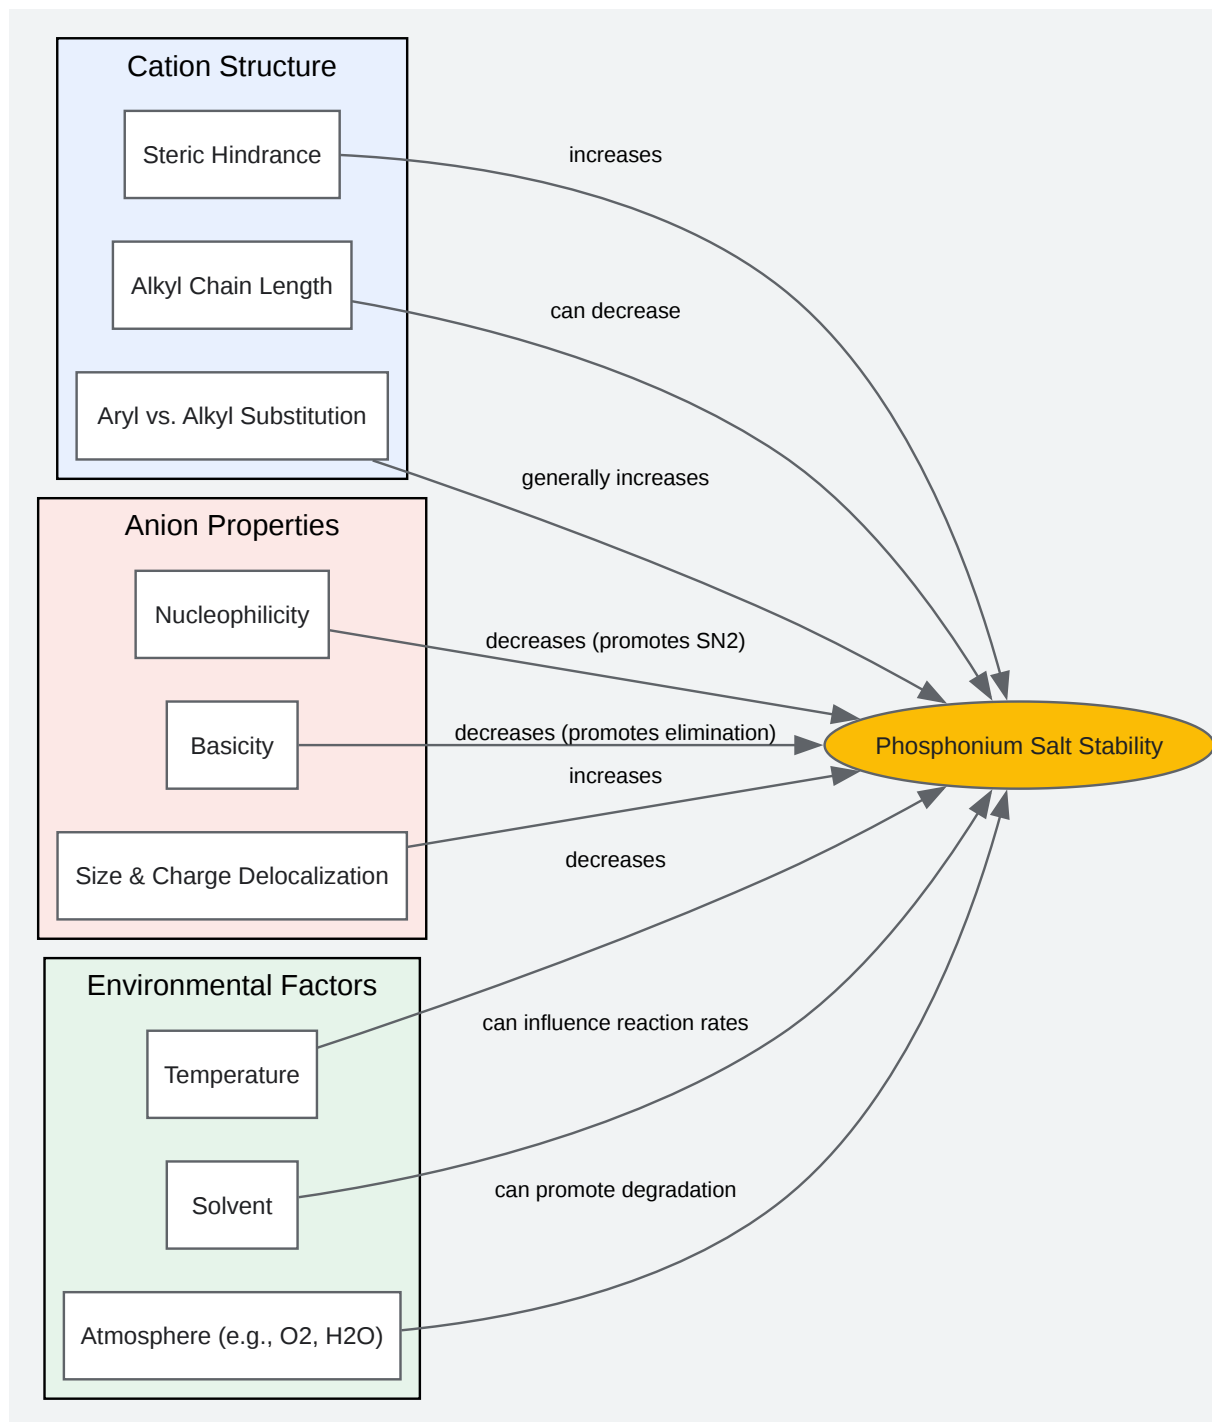 Cation Structure
Steric Hindrance
increases
Alkyl Chain Length
can decrease
Aryl vs. Alkyl Substitution
generally increases
Anion Properties
Nucleophilicity
decreases (promotes SN2)
Basicity
decreases (promotes elimination)
Phosphonium Salt Stability
increases
Size & Charge Delocalization
decreases
Environmental Factors
Temperature
can influence reaction rates
Solvent
can promote degradation
Atmosphere (e.g., O2, H2O)